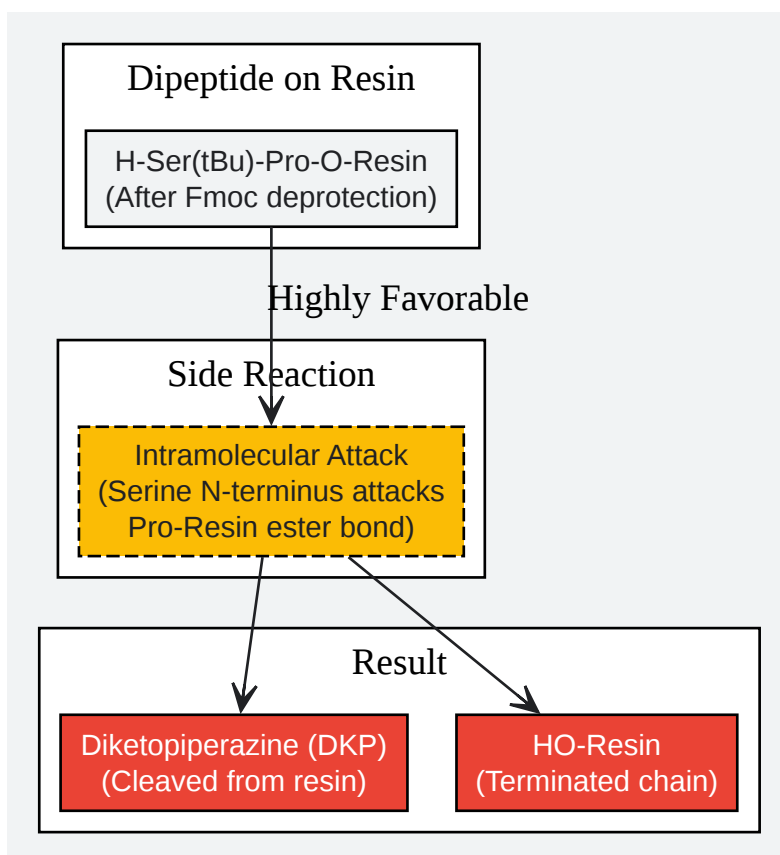 Dipeptide on Resin
H-Ser(tBu)-Pro-O-Resin
(After Fmoc deprotection)
Highly Favorable
Side Reaction
Intramolecular Attack
(Serine N-terminus attacks
Pro-Resin ester bond)
Result
Diketopiperazine (DKP)
(Cleaved from resin)
HO-Resin
(Terminated chain)